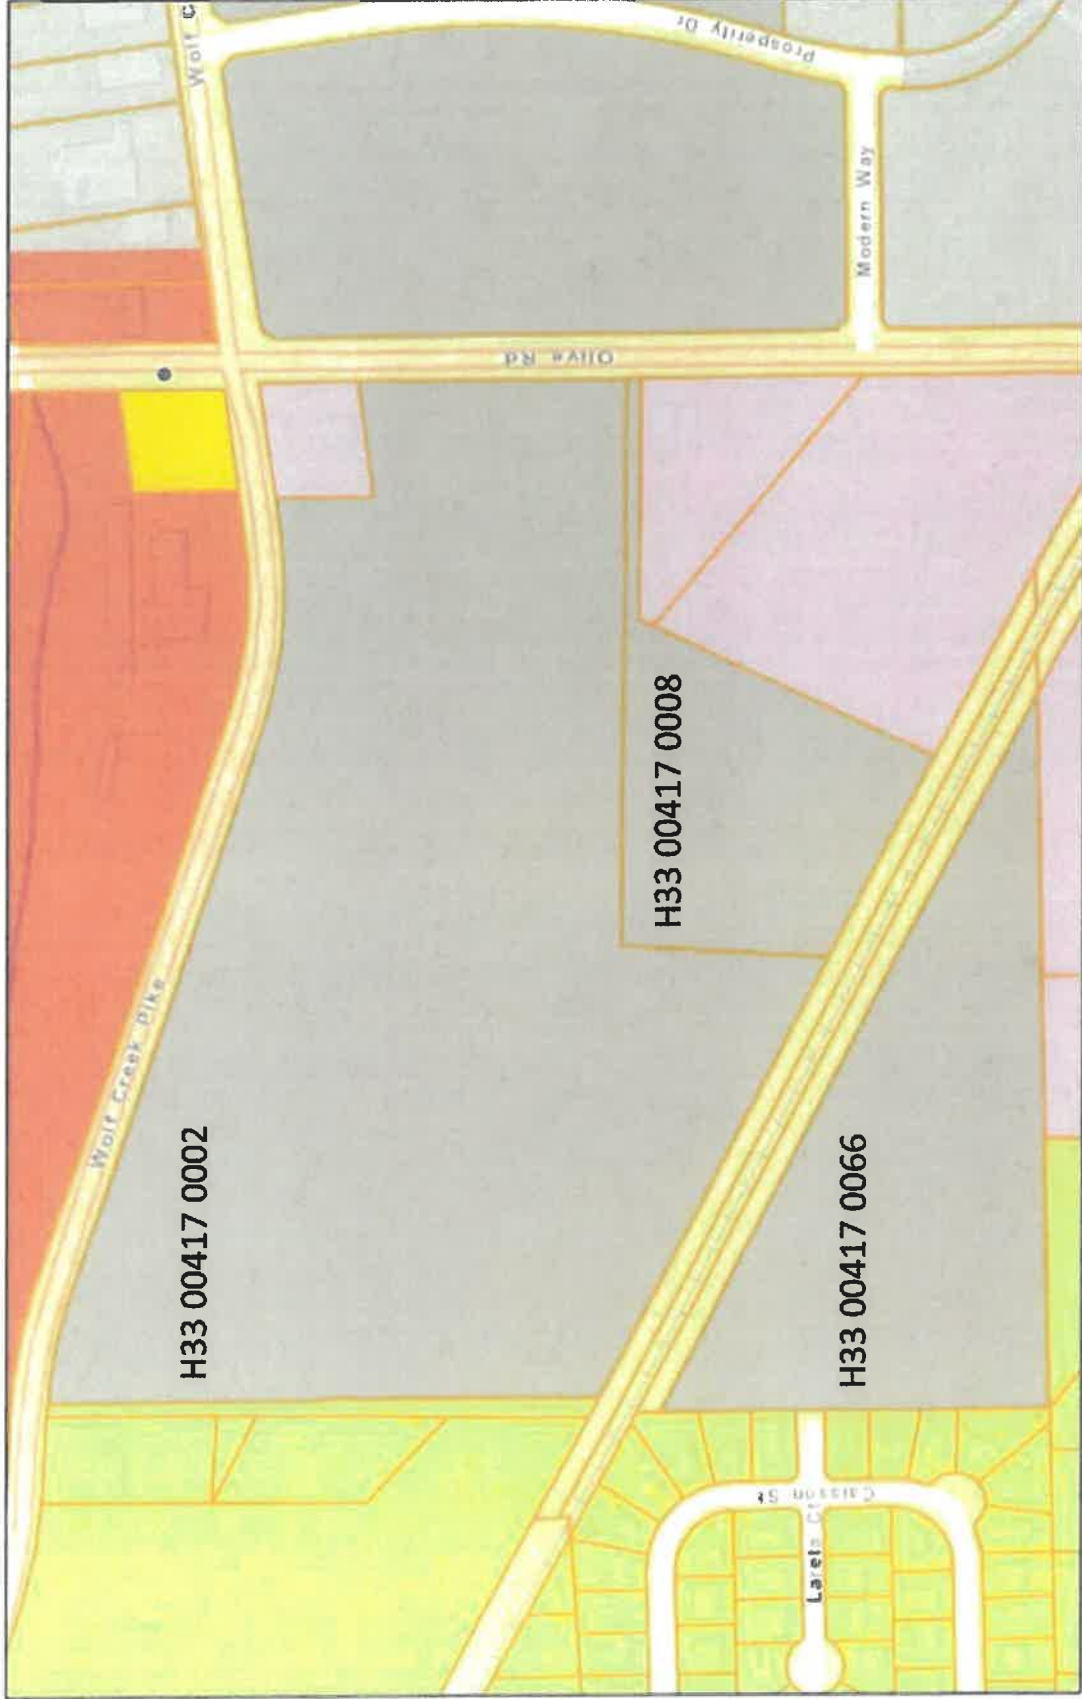 Wolf C
Prosperity Dr
Wolf Creek Pike
H33 00417 0002
Olive Rd
Modern Way
H33 00417 0008
H33 00417 0066
Caisson St
Ct